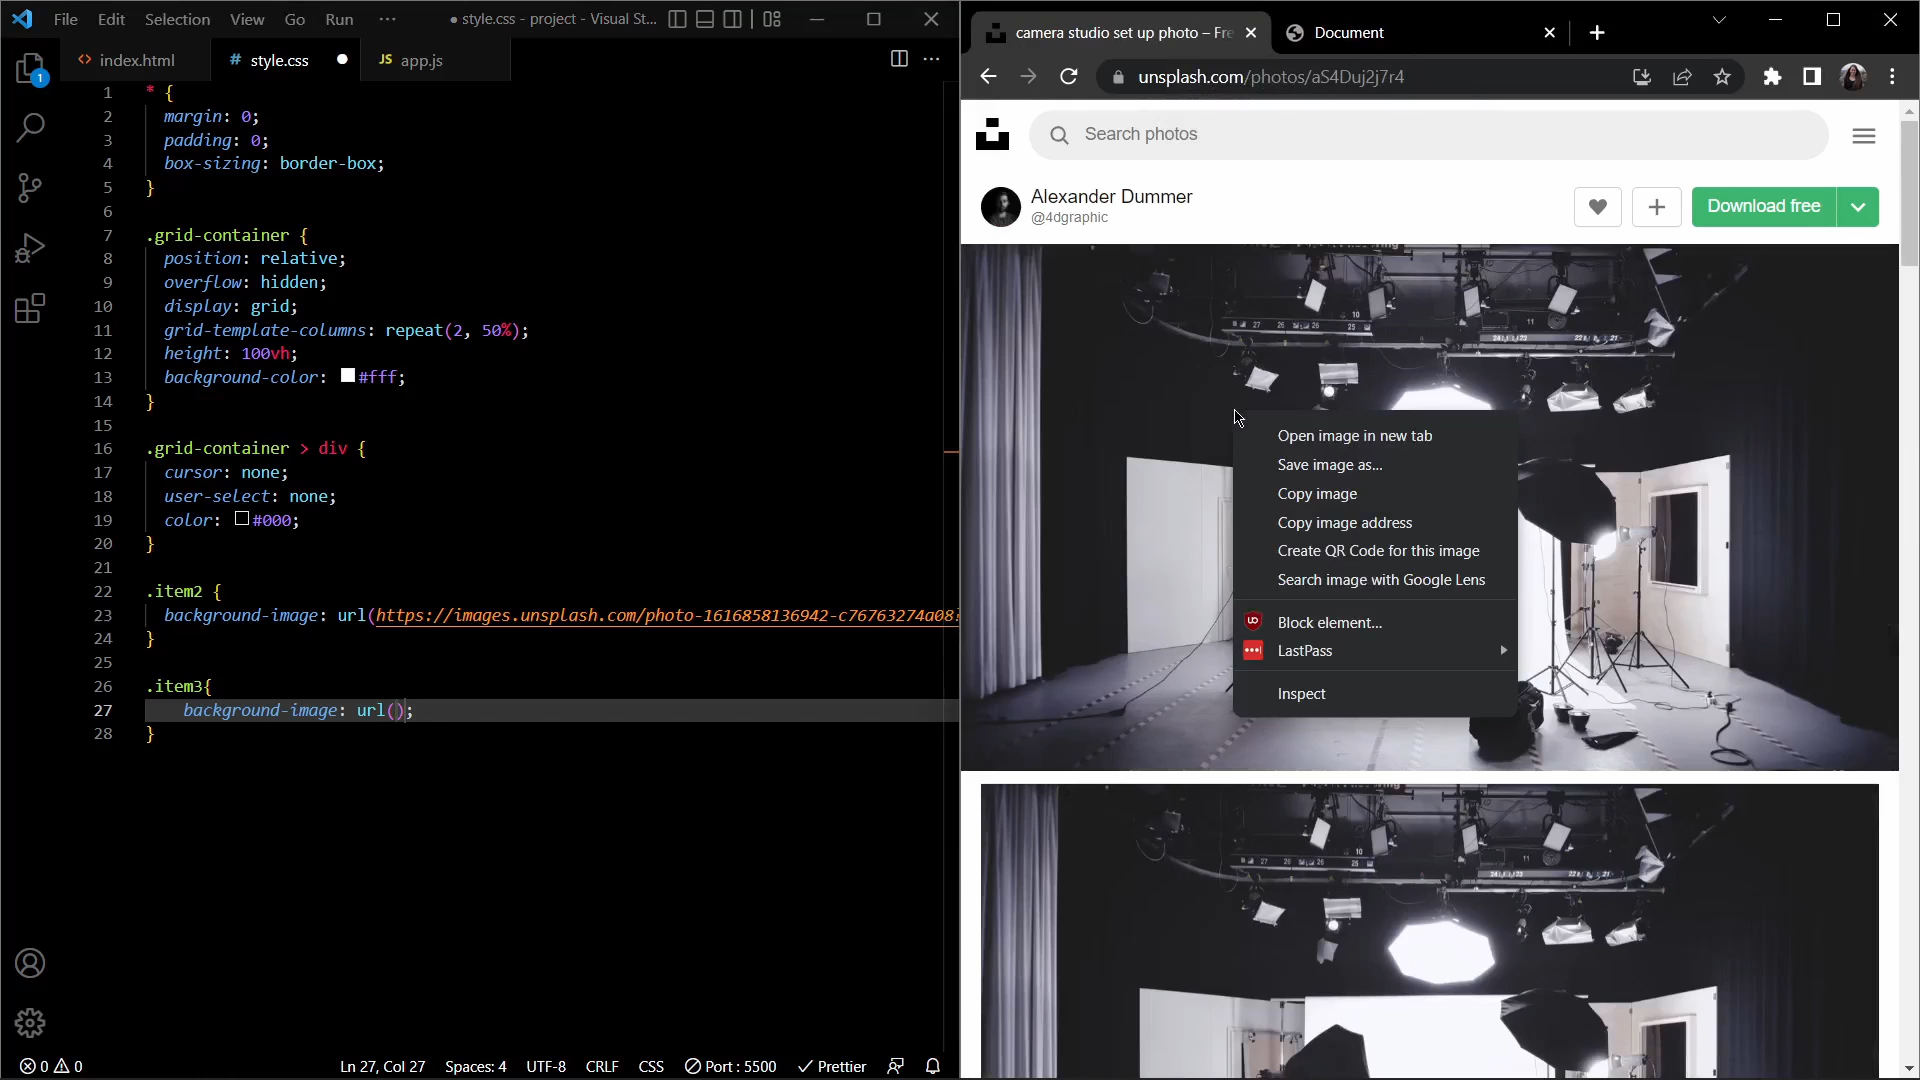 File Edit Selection View Go Run ··· ● style.css - project - Visual St...
index.html
# style.css
JS app.js
1 * {
2 margin: 0;
3 padding: 0;
4 box-sizing: border-box;
5 }
6
7 .grid-container {
8 position: relative;
9 overflow: hidden;
10 display: grid;
11 grid-template-columns: repeat(2, 50%);
12 height: 100vh;
13 background-color: #fff;
14 }
15
16 .grid-container > div {
17 cursor: none;
18 user-select: none;
19 color: #000;
20 }
21
22 .item2 {
23 background-image: url(https://images.unsplash.com/photo-1616858136942-c76763274a08?
24 }
25
26 .item3{
27 background-image: url();
28 }
1
0 0 Ln 27, Col 27 Spaces: 4 UTF-8 CRLF CSS Port : 5500 Prettier
camera studio set up photo – Fre
Document
unsplash.com/photos/aS4Duj2j7r4
Search photos
Alexander Dummer
@4dgraphic
Download free
Open image in new tab
Save image as...
Copy image
Copy image address
Create QR Code for this image
Search image with Google Lens
Block element...
LastPass
Inspect